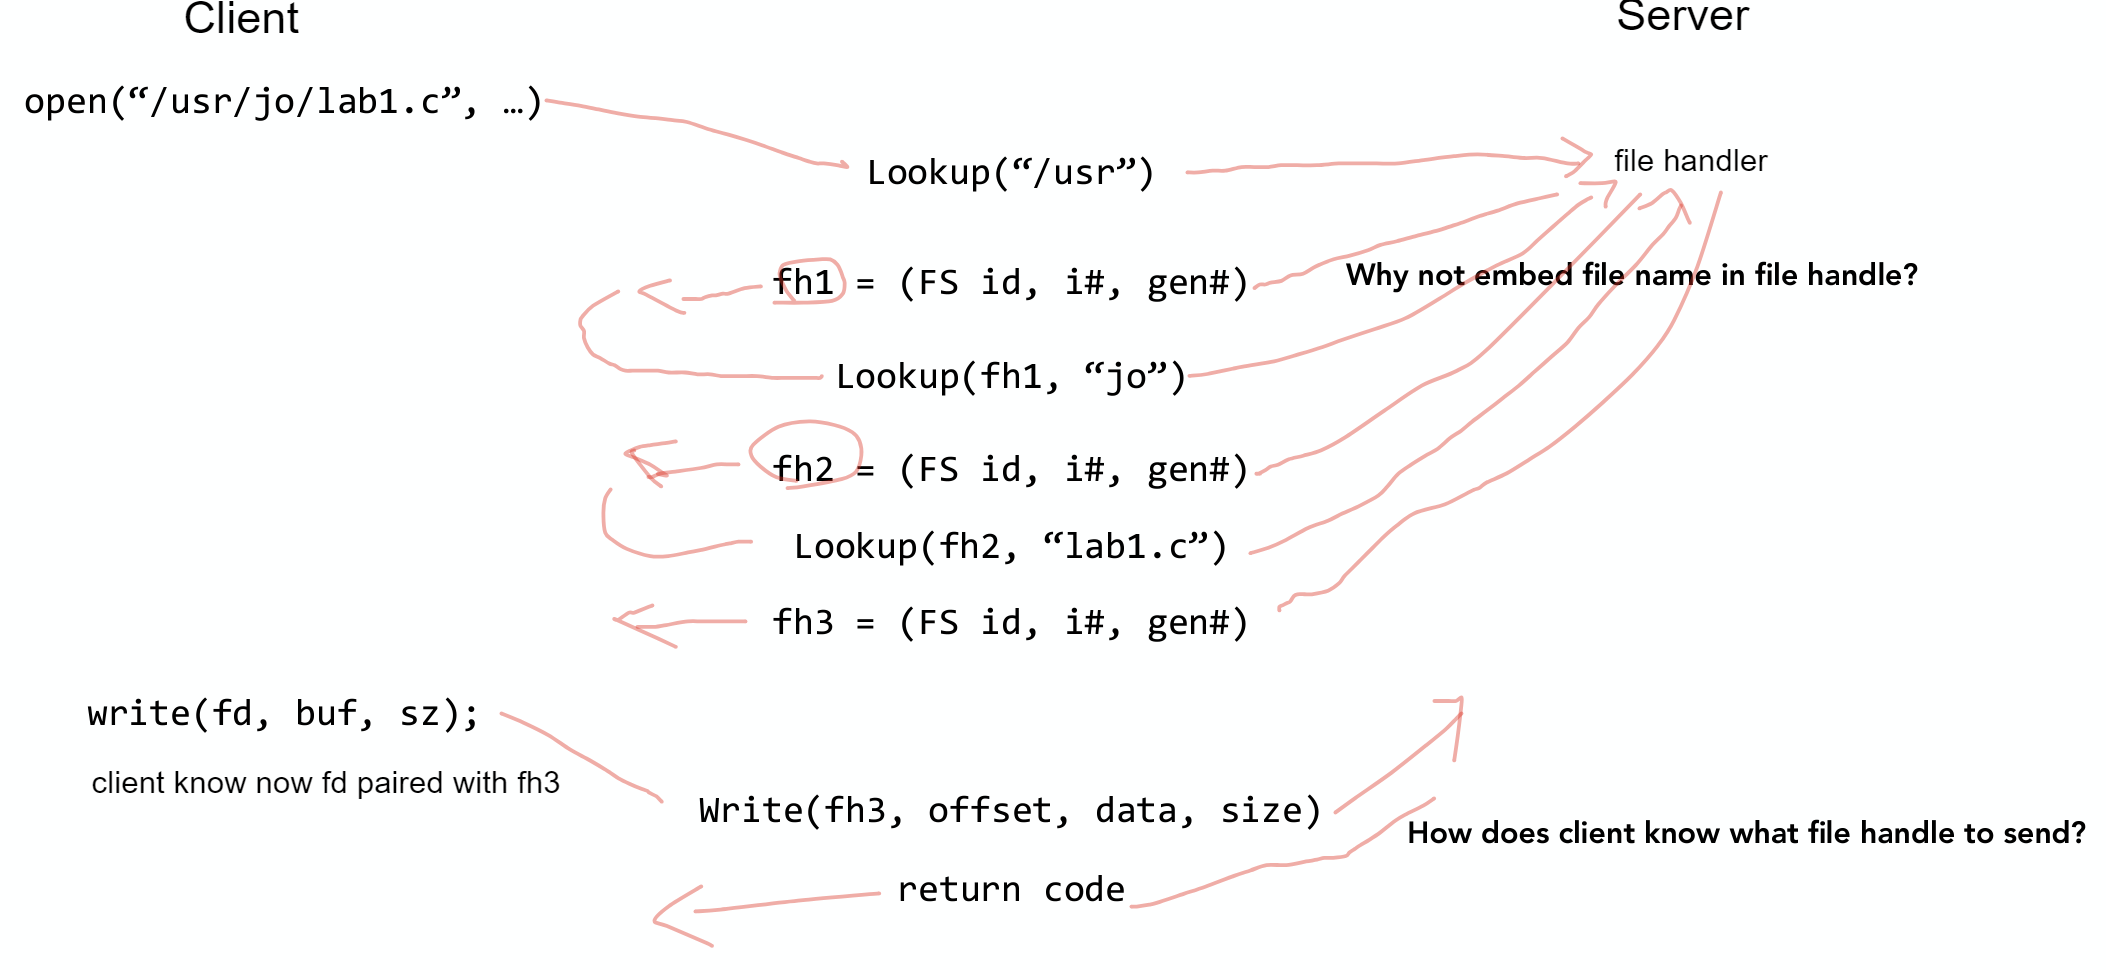 Client
Server
open(“/usr/jo/lab1.c”, …)
Lookup(“/usr”)
file handler
fh1 = (FS id, i#, gen#)
Why not embed file name in file handle?
Lookup(fh1, “jo”)
fh2 = (FS id, i#, gen#)
Lookup(fh2, “lab1.c”)
fh3 = (FS id, i#, gen#)
write(fd, buf, sz);
client know now fd paired with fh3
Write(fh3, offset, data, size)
How does client know what file handle to send?
return code